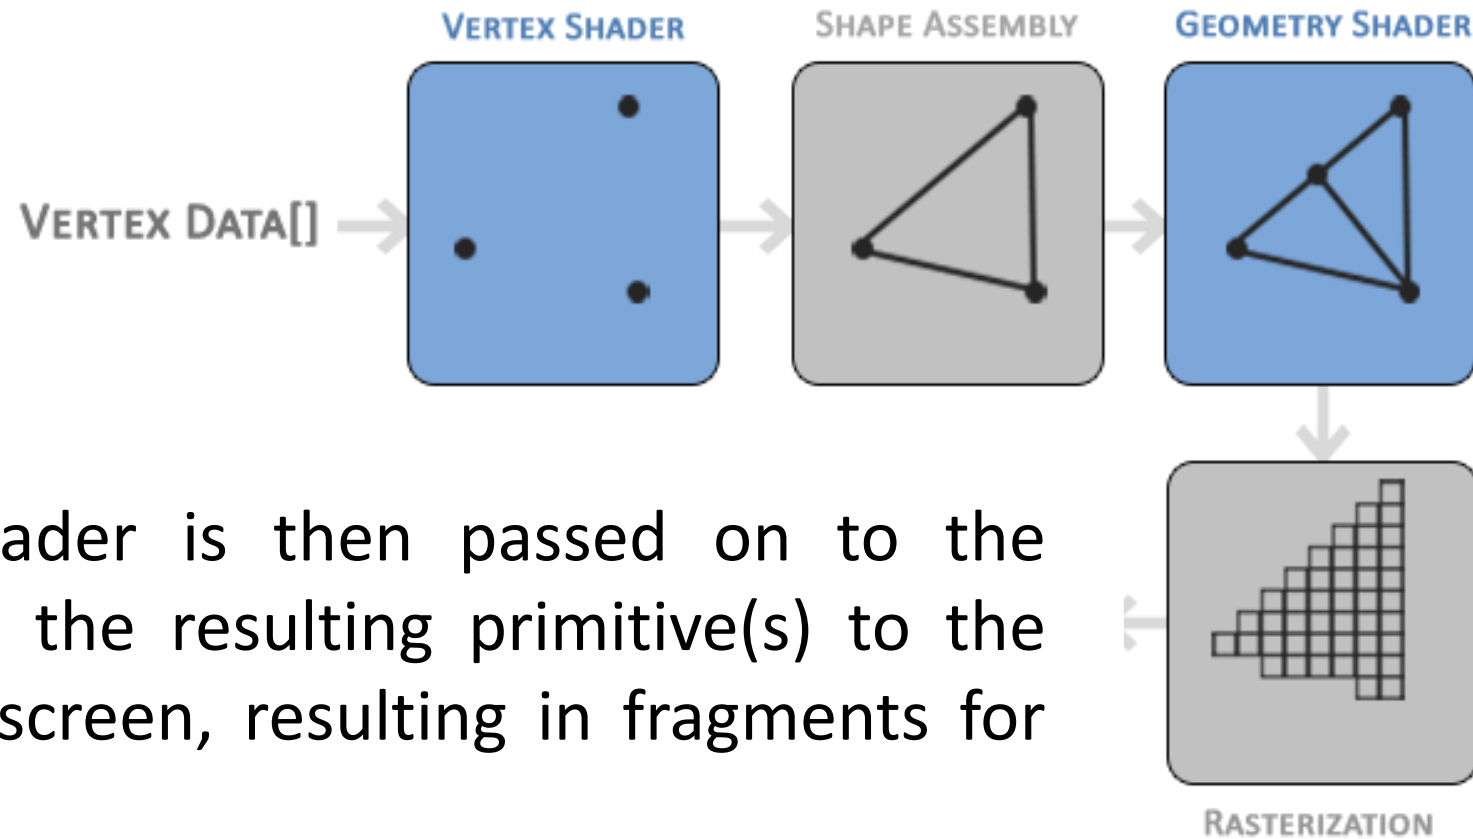 VERTEX SHADER
SHAPE ASSEMBLY
GEOMETRY SHADER
VERTEX DATA[]
ader is then passed on to the
the resulting primitive(s) to the
screen, resulting in fragments for
RASTERIZATION